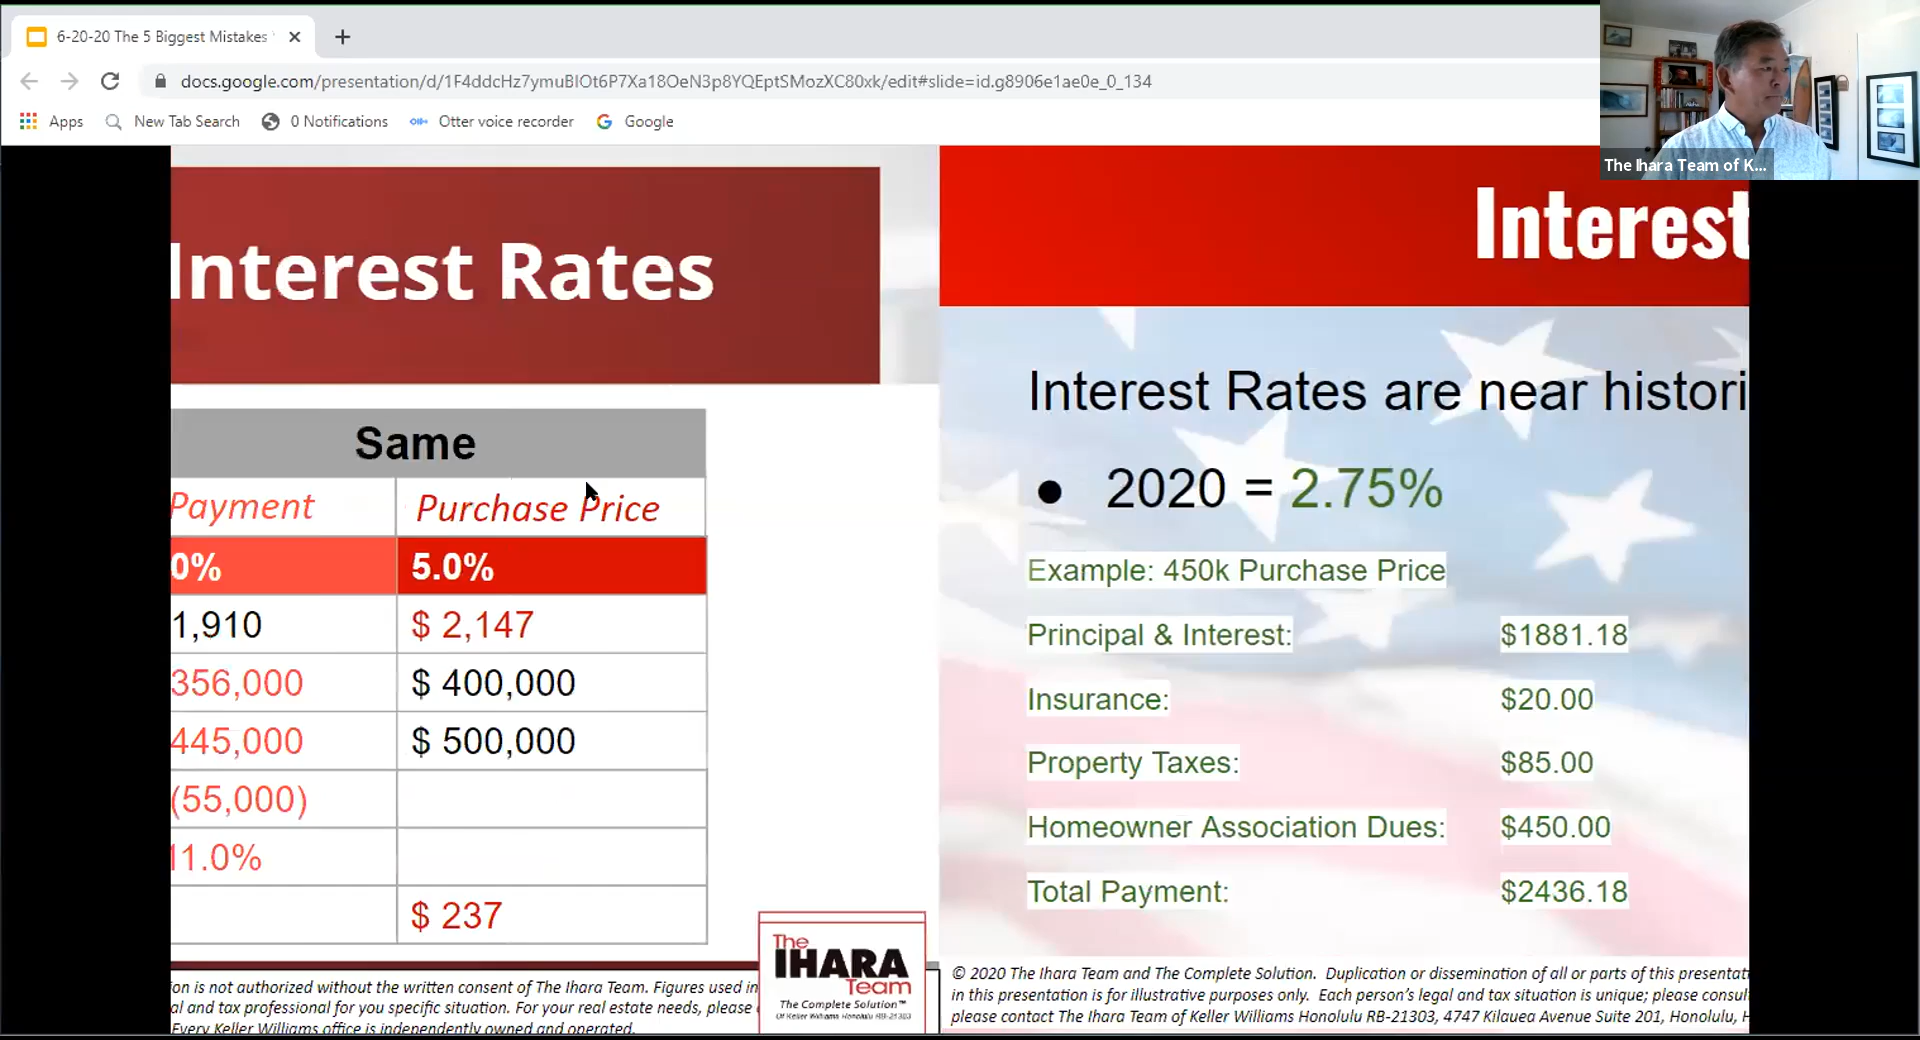 6-20-20 The 5 Biggest Mistakes
docs.google.com/presentation/d/1F4ddcHz7ymuBIOt6P7Xa18OeN3p8YQEptSMozXC80xk/edit#slide=id.g8906e1ae0e_0_134
Apps New Tab Search 0 Notifications Otter voice recorder Google
The Ihara Team of K...
Interest Rates
Same
Payment Purchase Price
0% 5.0%
1,910 $ 2,147
356,000 $ 400,000
445,000 $ 500,000
(55,000)
11.0%
$ 237
ion is not authorized without the written consent of The Ihara Team. Figures used in
al and tax professional for you specific situation. For your real estate needs, please
Every Keller Williams office is independently owned and operated.
The
IHARA
Team
The Complete Solution™
Of Keller Williams Honolulu RB-21303
Interest
Interest Rates are near histori
● 2020 = 2.75%
Example: 450k Purchase Price
Principal & Interest: $1881.18
Insurance: $20.00
Property Taxes: $85.00
Homeowner Association Dues: $450.00
Total Payment: $2436.18
© 2020 The Ihara Team and The Complete Solution. Duplication or dissemination of all or parts of this presentat
in this presentation is for illustrative purposes only. Each person's legal and tax situation is unique; please consul
please contact The Ihara Team of Keller Williams Honolulu RB-21303, 4747 Kilauea Avenue Suite 201, Honolulu, H